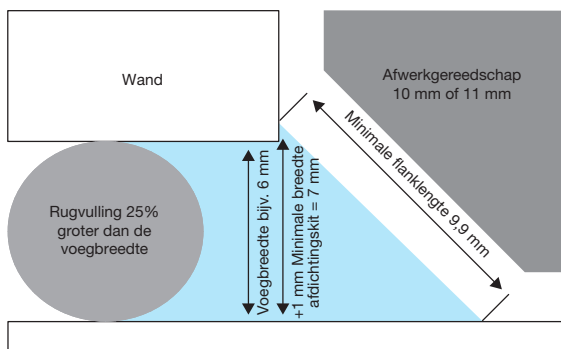 Wand
Afwerkgereedschap
10 mm of 11 mm
Minimale flanklengte 9,9 mm
Rugvulling 25%
groter dan de
voegbreedte
Voegbreedte bijv. 6 mm
+1 mm Minimale breedte
afdichtingskit = 7 mm